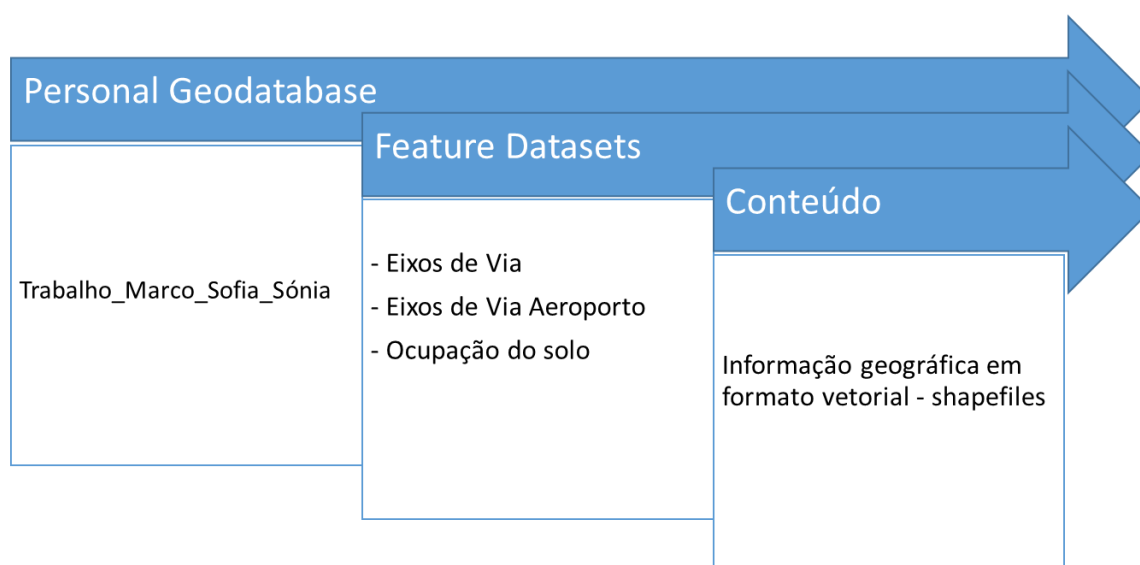 Personal Geodatabase
Trabalho_Marco_Sofia_Sónia
Feature Datasets
- Eixos de Via
- Eixos de Via Aeroporto
- Ocupação do solo
Conteúdo
Informação geográfica em
formato vetorial - shapefiles